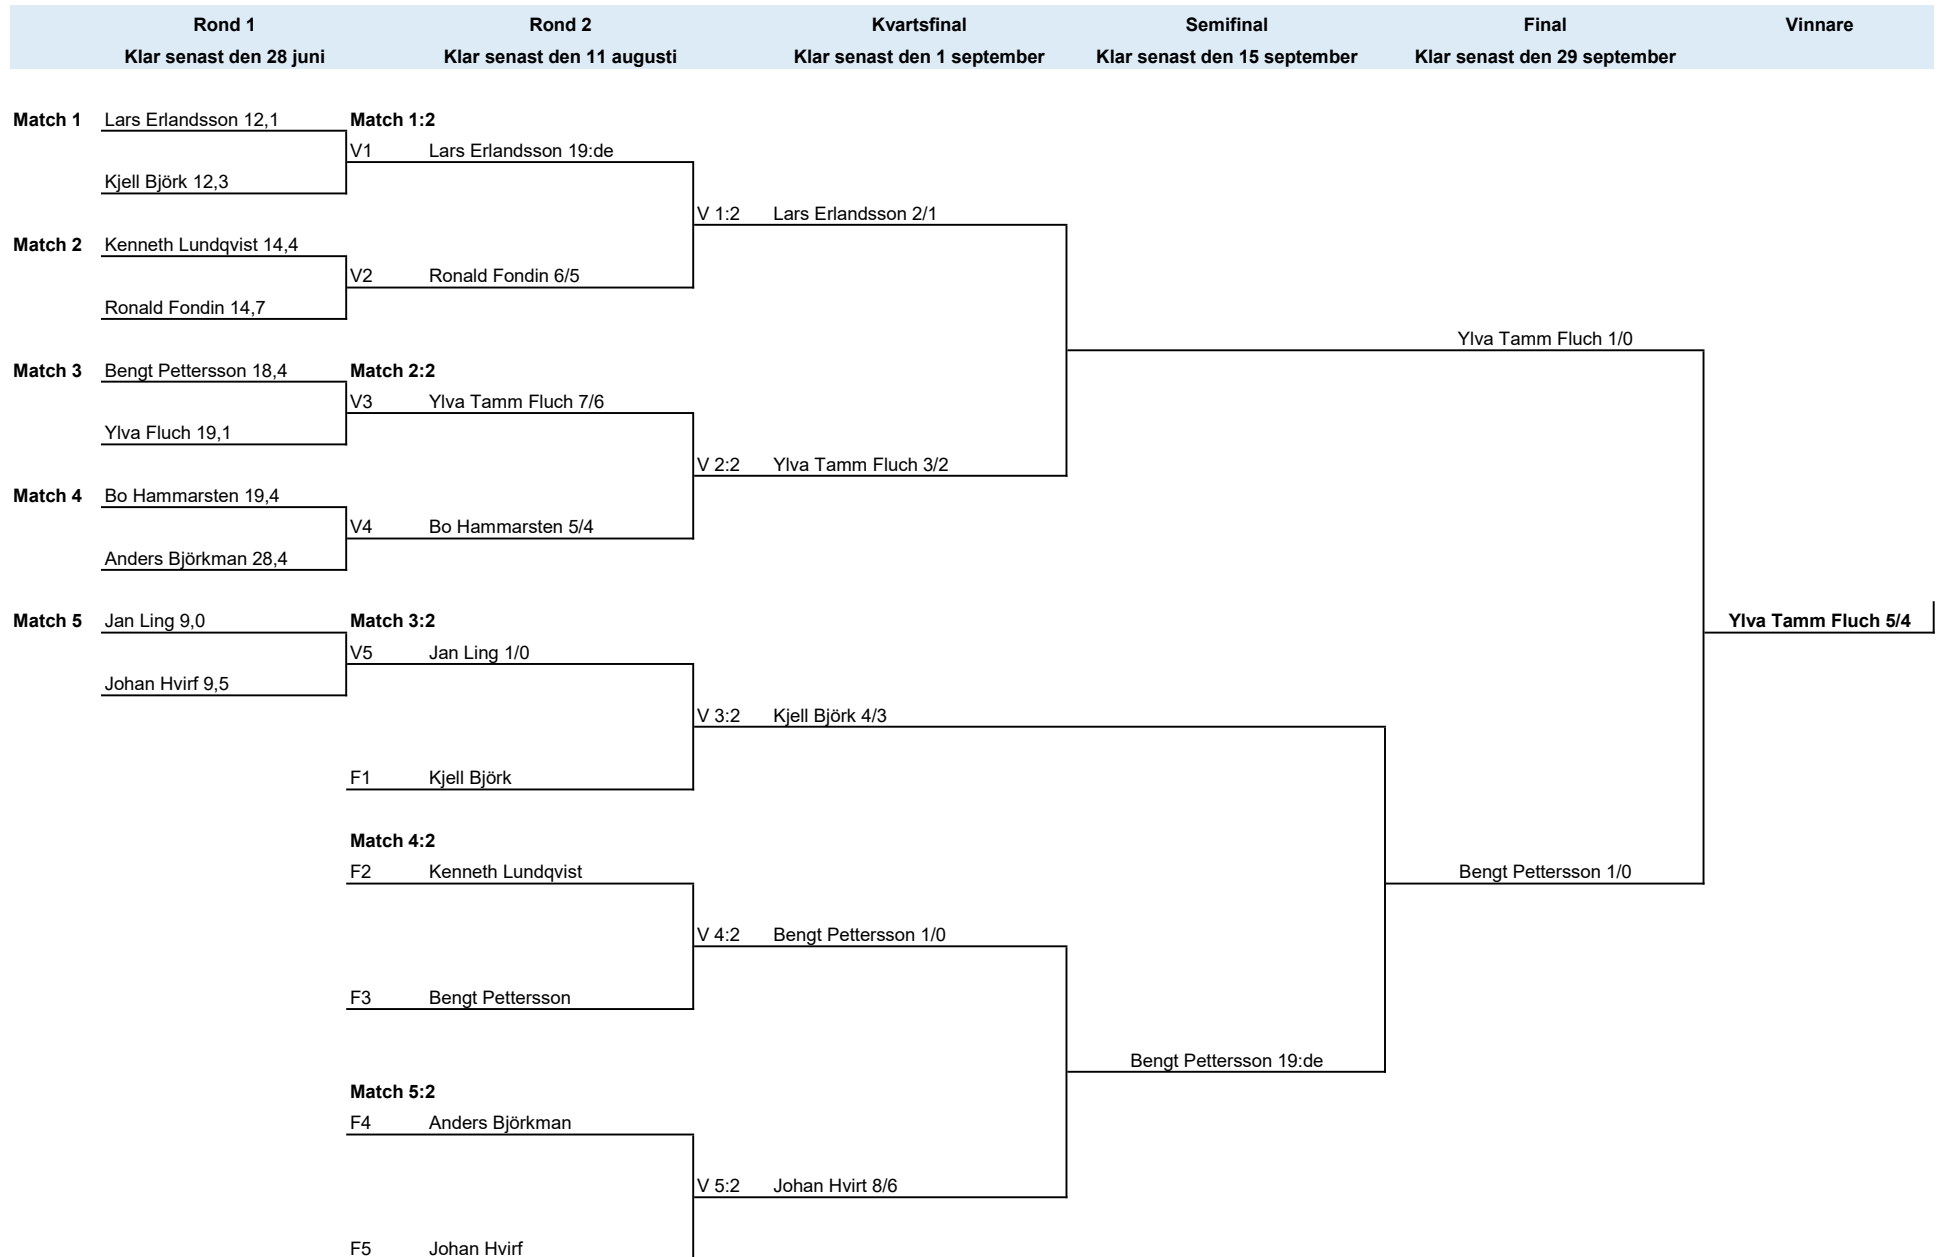 Rond 1 Rond 2 Kvartsfinal Semifinal Final Vinnare
Klar senast den 28 juni Klar senast den 11 augusti Klar senast den 1 september Klar senast den 15 september Klar senast den 29 september
Match 1 Lars Erlandsson 12,1 Match 1:2
V1 Lars Erlandsson 19:de
Kjell Björk 12,3
V 1:2 Lars Erlandsson 2/1
Match 2 Kenneth Lundqvist 14,4
V2 Ronald Fondin 6/5
Ronald Fondin 14,7
Ylva Tamm Fluch 1/0
Match 3 Bengt Pettersson 18,4 Match 2:2
V3 Ylva Tamm Fluch 7/6
Ylva Fluch 19,1
V 2:2 Ylva Tamm Fluch 3/2
Match 4 Bo Hammarsten 19,4
V4 Bo Hammarsten 5/4
Anders Björkman 28,4
Match 5 Jan Ling 9,0 Match 3:2 Ylva Tamm Fluch 5/4
V5 Jan Ling 1/0
Johan Hvirf 9,5
V 3:2 Kjell Björk 4/3
F1 Kjell Björk
Match 4:2
F2 Kenneth Lundqvist Bengt Pettersson 1/0
V 4:2 Bengt Pettersson 1/0
F3 Bengt Pettersson
Bengt Pettersson 19:de
Match 5:2
F4 Anders Björkman
V 5:2 Johan Hvirt 8/6
F5 Johan Hvirf